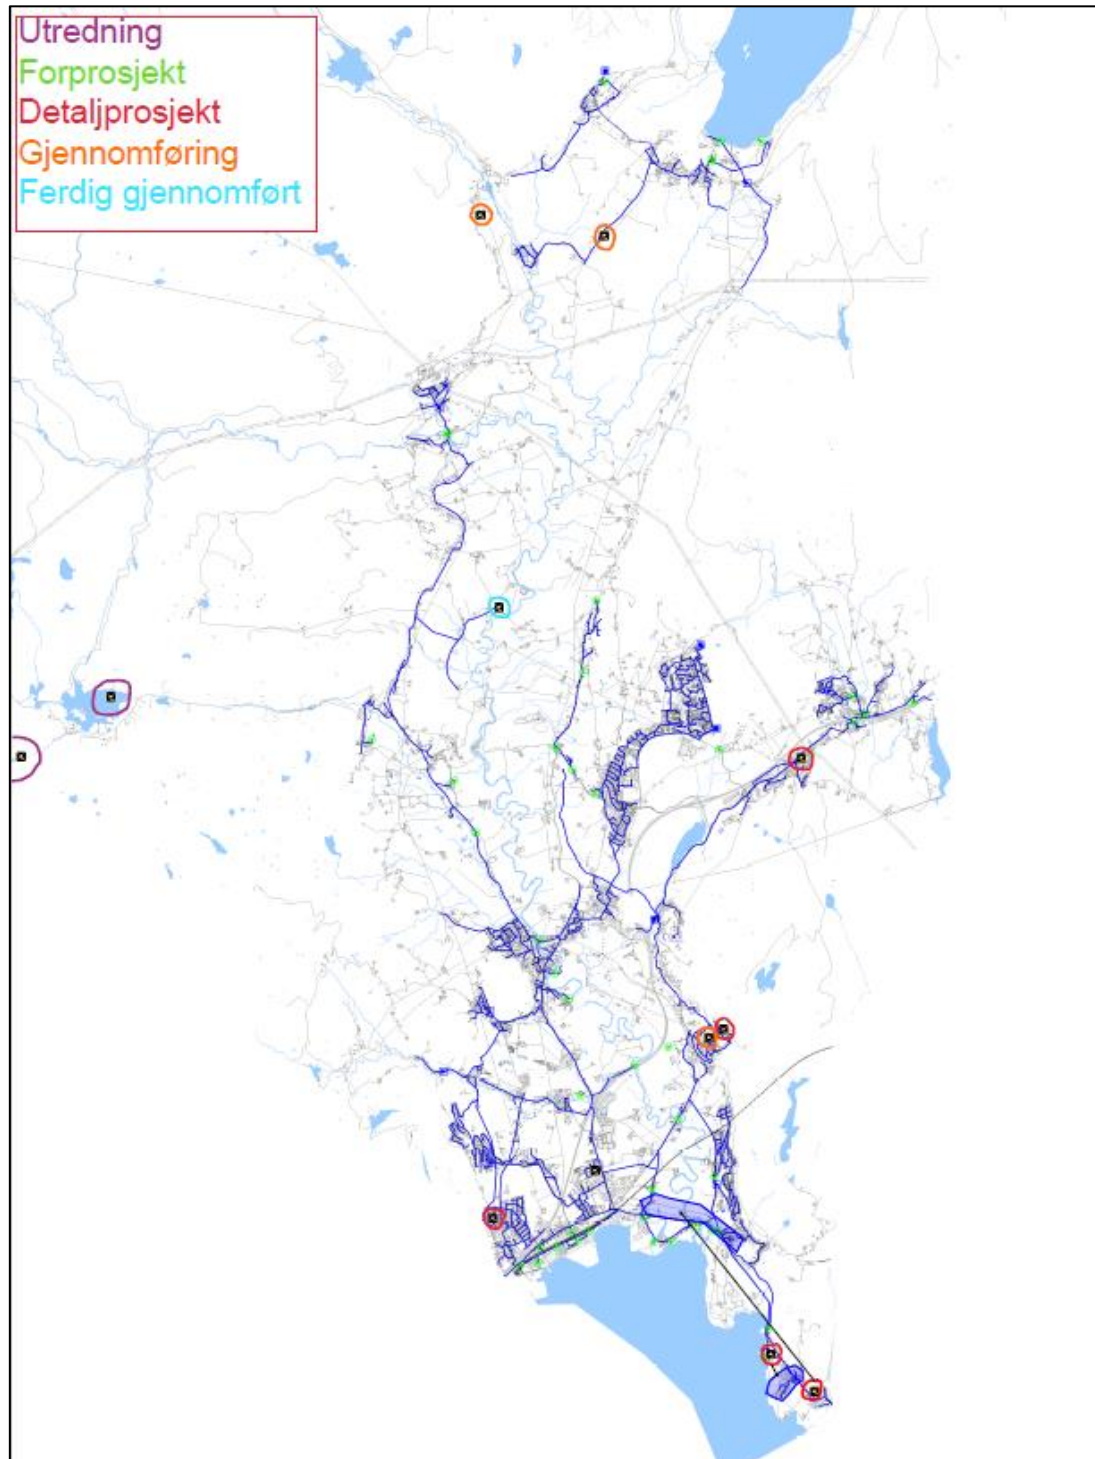 Utredning
Forprosjekt
Detaljprosjekt
Gjennomføring
Ferdig gjennomført